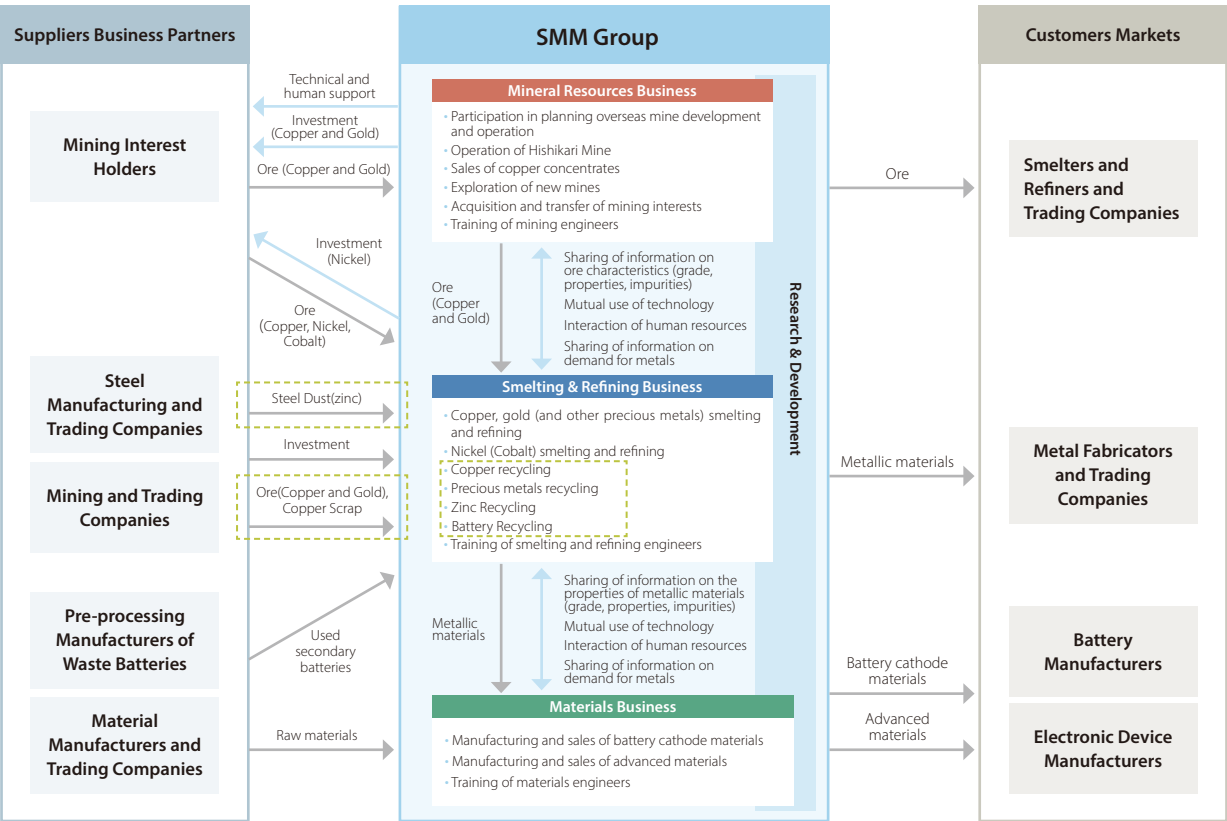 Suppliers Business Partners
Mining Interest
Holders
Steel
Manufacturing and
Trading Companies
Mining and Trading
Companies
Pre-processing
Manufacturers of
Waste Batteries
Material
Manufacturers and
Trading Companies
Technical and
human support
Investment
(Copper and Gold)
Ore (Copper and Gold)
Investment
(Nickel)
Ore
(Copper, Nickel,
Cobalt)
Steel Dust(zinc)
Investment
Ore(Copper and Gold),
Copper Scrap
Used
secondary
batteries
Raw materials
SMM Group
Mineral Resources Business
・Participation in planning overseas mine development
and operation
・Operation of Hishikari Mine
・Sales of copper concentrates
・Exploration of new mines
・Acquisition and transfer of mining interests
・Training of mining engineers
Ore
(Copper
and Gold)
Sharing of information on
ore characteristics (grade,
properties, impurities)
Mutual use of technology
Interaction of human resources
Sharing of information on
demand for metals
Smelting & Refining Business
・Copper, gold (and other precious metals) smelting
and refining
・Nickel (Cobalt) smelting and refining
・Copper recycling
・Precious metals recycling
・Zinc Recycling
・Battery Recycling
・Training of smelting and refining engineers
Metallic
materials
Sharing of information on the
properties of metallic materials
(grade, properties, impurities)
Mutual use of technology
Interaction of human resources
Sharing of information on
demand for metals
Materials Business
・Manufacturing and sales of battery cathode materials
・Manufacturing and sales of advanced materials
・Training of materials engineers
Research & Development
Ore
Metallic materials
Battery cathode
materials
Advanced
materials
Customers Markets
Smelters and
Refiners and
Trading Companies
Metal Fabricators
and Trading
Companies
Battery
Manufacturers
Electronic Device
Manufacturers